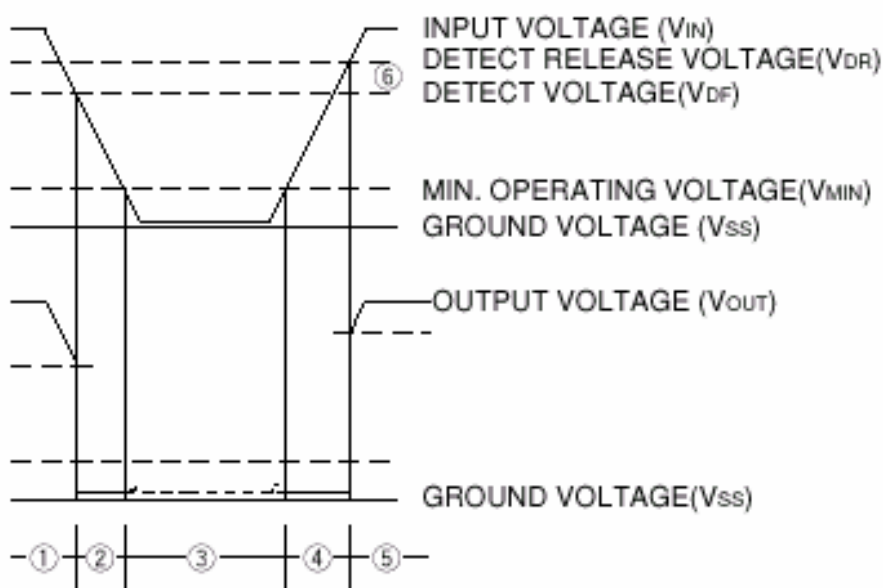 INPUT VOLTAGE (VIN)
DETECT RELEASE VOLTAGE(VDR)
⑥
DETECT VOLTAGE(VDF)
MIN. OPERATING VOLTAGE(VMIN)
GROUND VOLTAGE (VSS)
OUTPUT VOLTAGE (VOUT)
GROUND VOLTAGE(VSS)
① ② ③ ④ ⑤